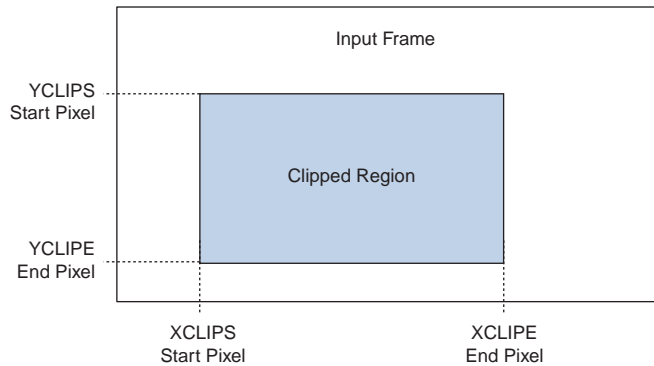 Input Frame
YCLIPS
Start Pixel
Clipped Region
YCLIPE
End Pixel
XCLIPS
Start Pixel
XCLIPE
End Pixel